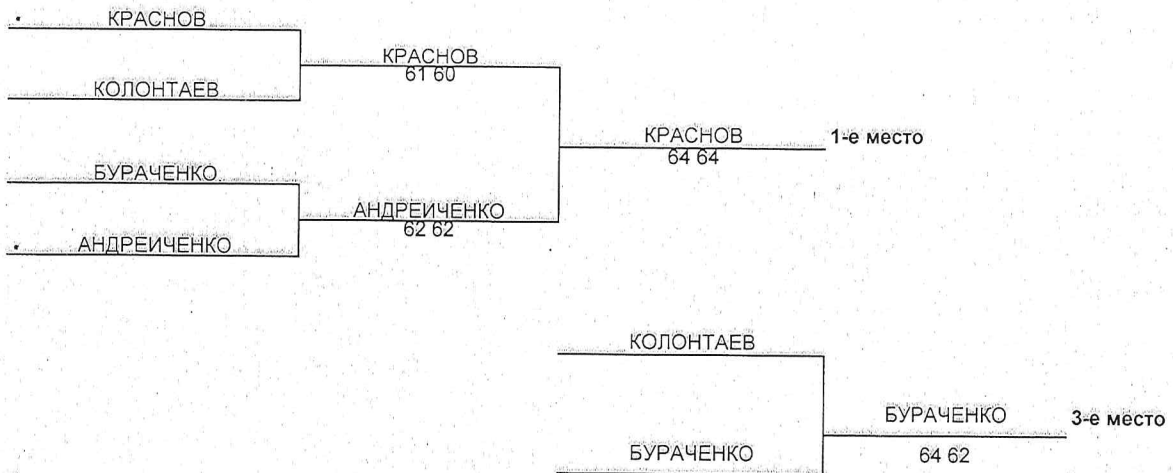 КРАСНОВ
КРАСНОВ
61 60
КОЛОНТАЕВ
КРАСНОВ
1-е место
64 64
БУРАЧЕНКО
АНДРЕИЧЕНКО
62 62
АНДРЕИЧЕНКО
КОЛОНТАЕВ
БУРАЧЕНКО
3-е место
64 62
БУРАЧЕНКО